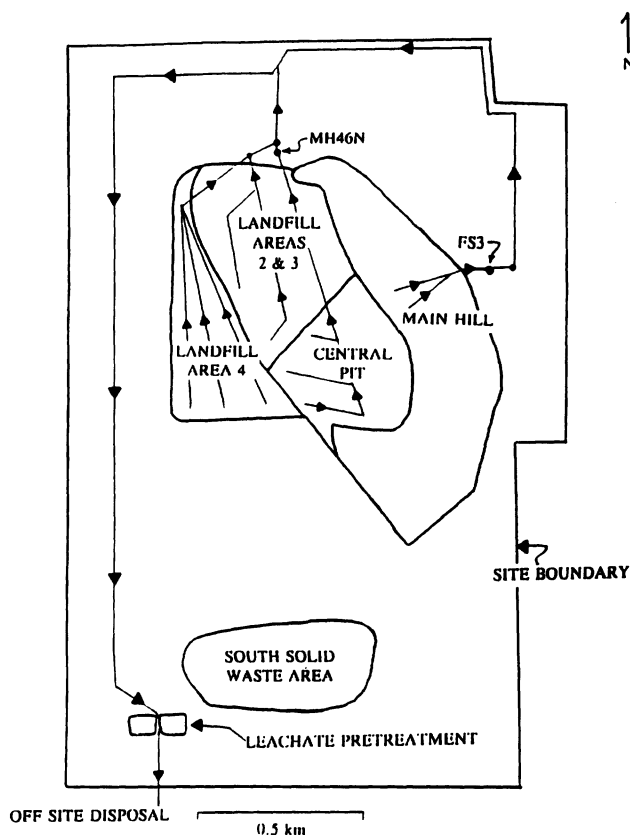 N
MH46N
LANDFILL
AREAS
2 & 3
FS3
MAIN HILL
LANDFILL
AREA 4
CENTRAL
PIT
SITE BOUNDARY
SOUTH SOLID
WASTE AREA
LEACHATE PRETREATMENT
OFF SITE DISPOSAL
0.5 km